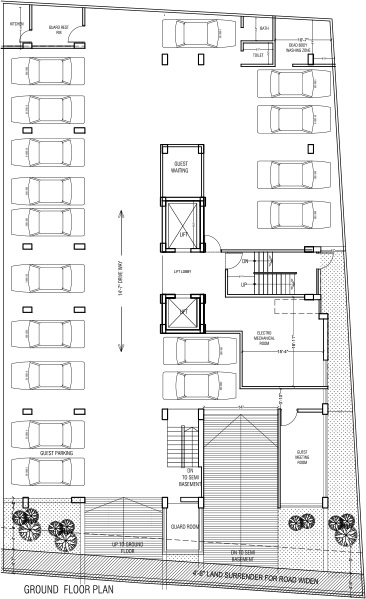 KITCHEN
GUARD REST
RM
BATH
TOILET
10'-7"
DEAD BODY
WASHING ZONE
GUEST
WAITING
LIFT
14'-7" DRIVE WAY
LIFT LOBBY
DN
UP
LIFT
ELECTRO
MECHANICAL
ROOM
16'-4"
GUEST PARKING
DN
TO SEMI
BASEMENT
GUEST
MEETING
ROOM
GUARD ROOM
UP TO GROUND
FLOOR
DN TO SEMI
BASEMENT
4'-6" LAND SURRENDER FOR ROAD WIDEN
GROUND FLOOR PLAN